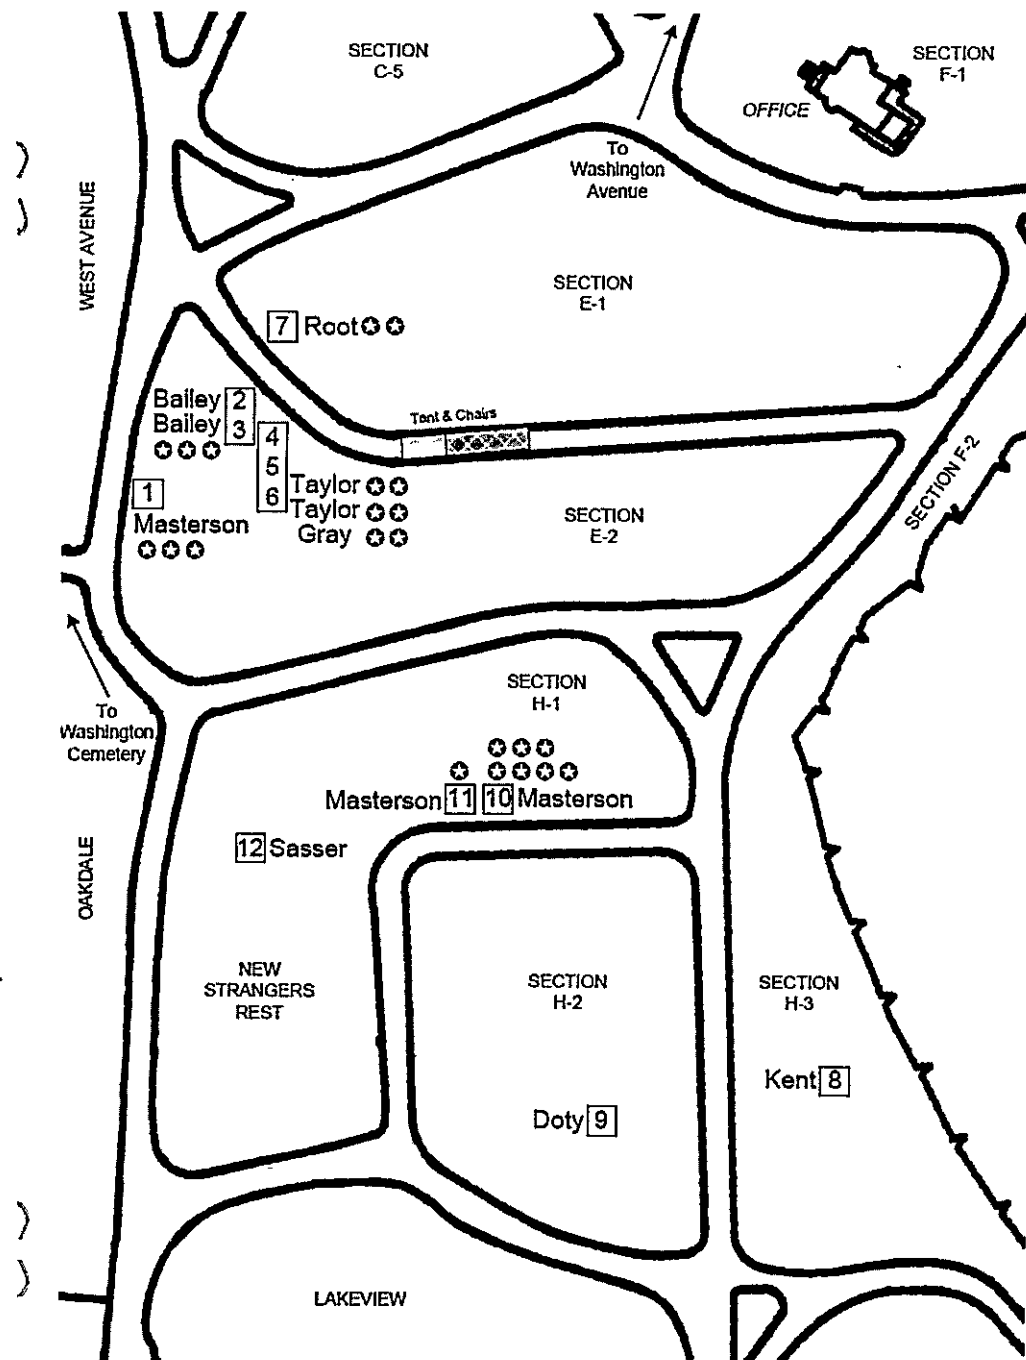 SECTION
C-5
SECTION
F-1
OFFICE
To
Washington
Avenue
WEST AVENUE
SECTION
E-1
7 Root
Bailey 2
Bailey 3
Tent & Chairs
4
5
6 Taylor
Taylor
Gray
1
Masterson
SECTION
E-2
SECTION F-2
To
Washington
Cemetery
SECTION
H-1
Masterson 11 10 Masterson
12 Sasser
OAKDALE
NEW
STRANGERS
REST
SECTION
H-2
SECTION
H-3
Kent 8
Doty 9
LAKEVIEW